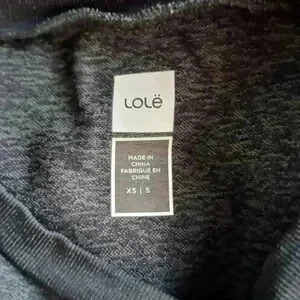 LOLË
MADE IN
CHINA
FABRIQUÉ EN
CHINE
XS | S